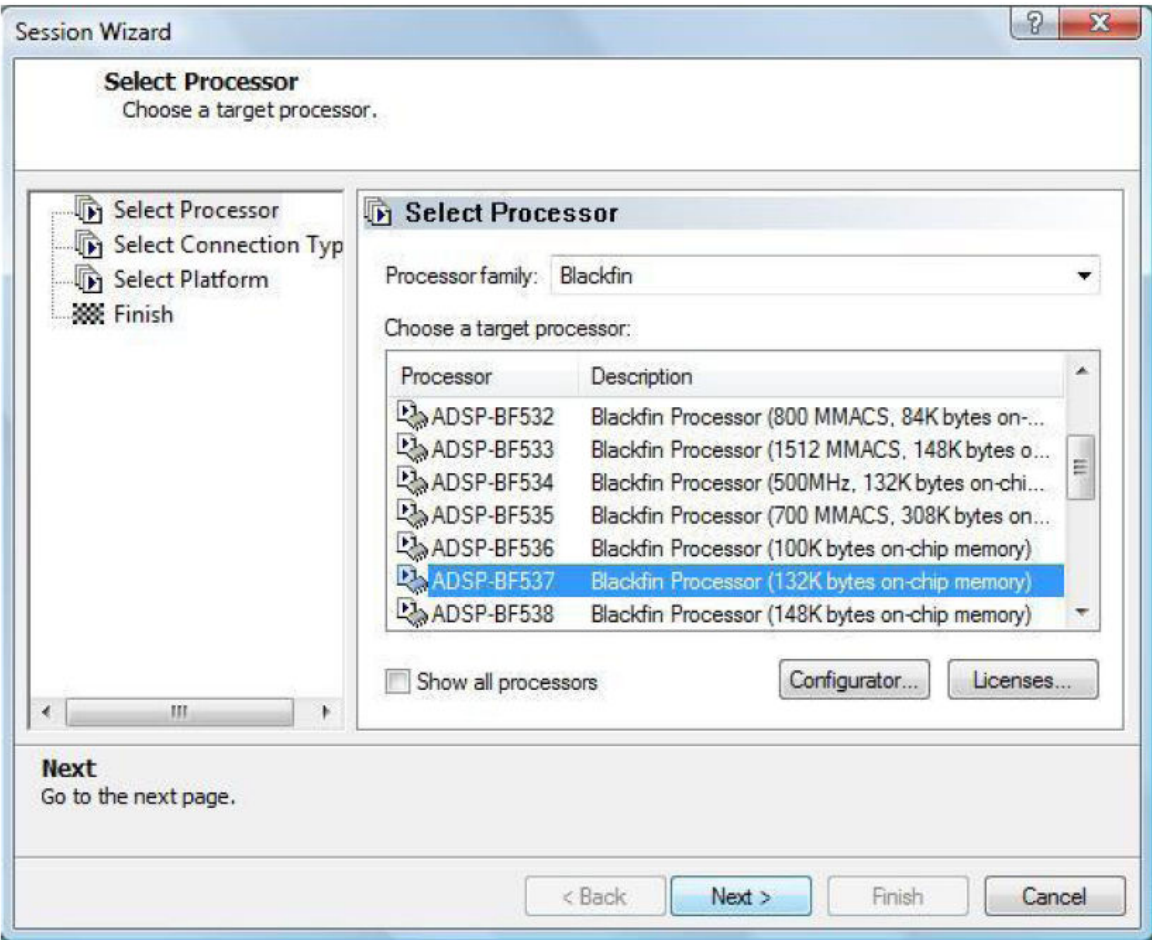 Session Wizard
Select Processor
Choose a target processor.
Select Processor
Select Connection Typ
Select Platform
Finish
Select Processor
Processor family: Blackfin
Choose a target processor:
Processor Description
ADSP-BF532 Blackfin Processor (800 MMACS, 84K bytes on-...
ADSP-BF533 Blackfin Processor (1512 MMACS, 148K bytes o...
ADSP-BF534 Blackfin Processor (500MHz, 132K bytes on-chi...
ADSP-BF535 Blackfin Processor (700 MMACS, 308K bytes on...
ADSP-BF536 Blackfin Processor (100K bytes on-chip memory)
ADSP-BF537 Blackfin Processor (132K bytes on-chip memory)
ADSP-BF538 Blackfin Processor (148K bytes on-chip memory)
Show all processors Configurator... Licenses...
Next
Go to the next page.
< Back Next > Finish Cancel